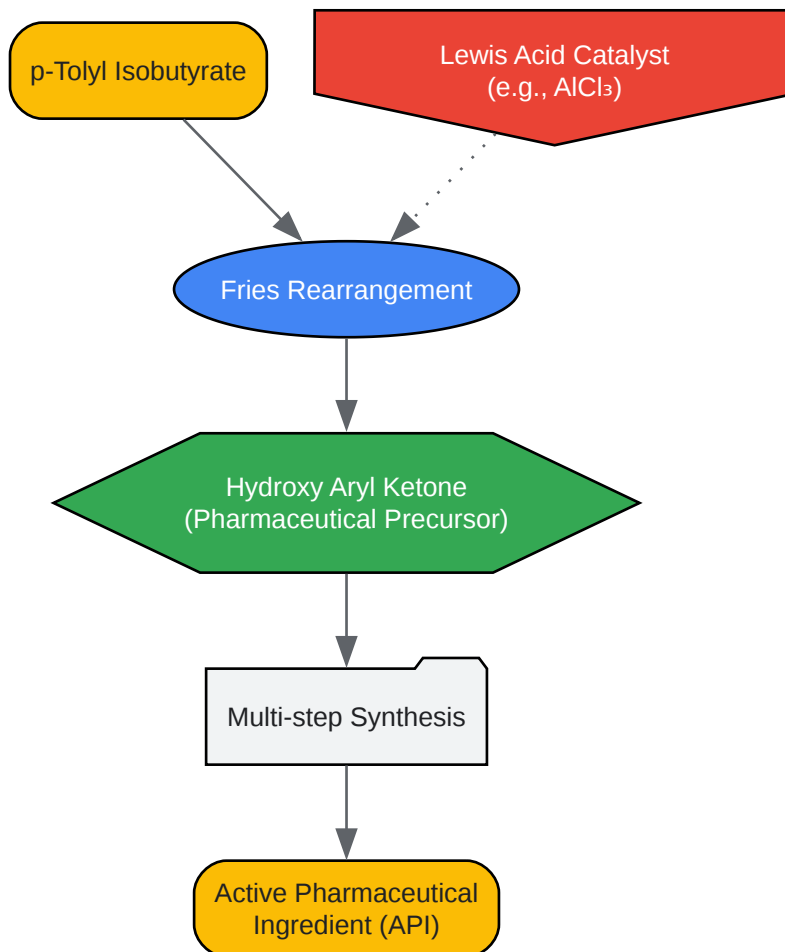 p-Tolyl Isobutyrate
Lewis Acid Catalyst
(e.g., AlCl₃)
Fries Rearrangement
Hydroxy Aryl Ketone
(Pharmaceutical Precursor)
Multi-step Synthesis
Active Pharmaceutical
Ingredient (API)